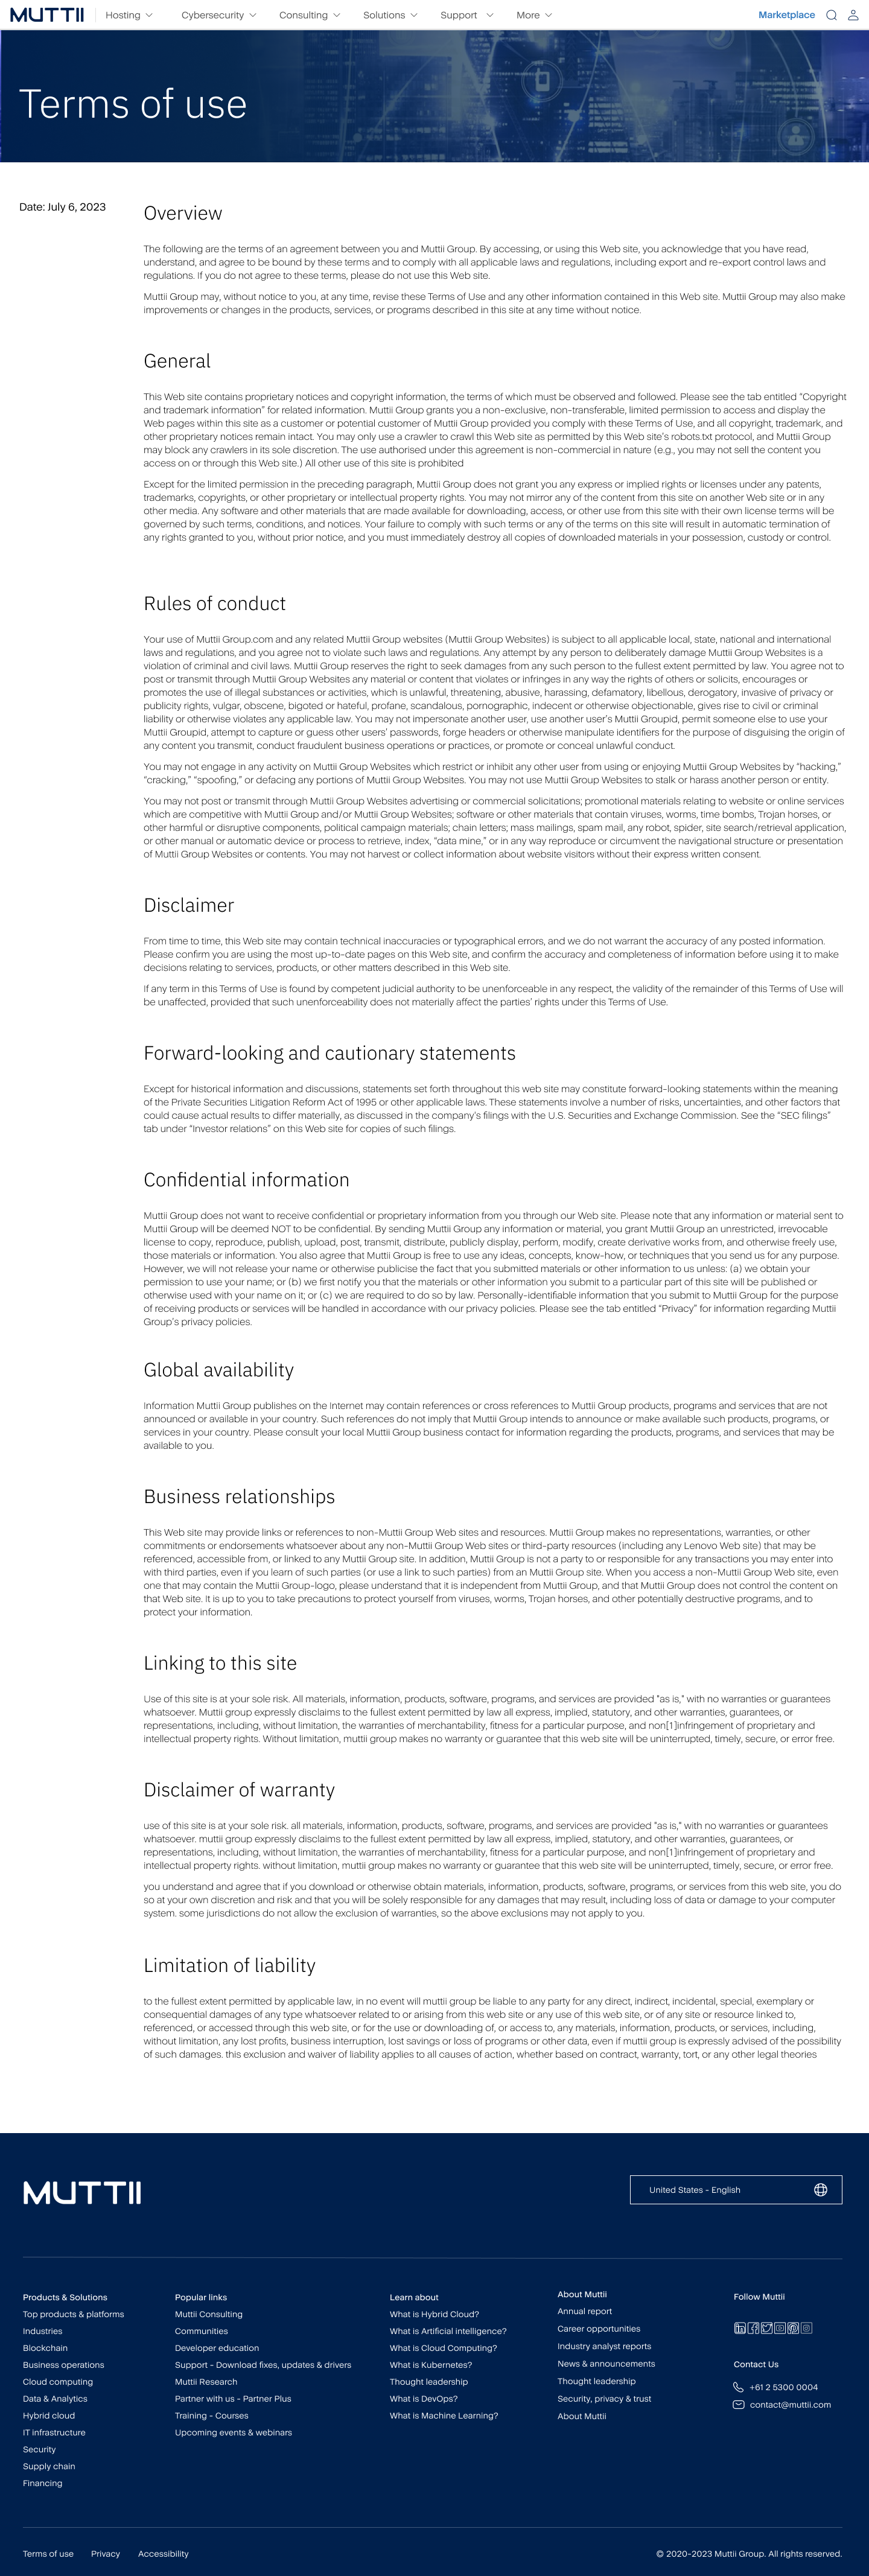 MUTTII
Hosting
Cybersecurity
Consulting
Solutions
Support
More
Marketplace
Terms of use
Date: July 6, 2023
Overview
The following are the terms of an agreement between you and Muttii Group. By accessing, or using this Web site, you acknowledge that you have read,
understand, and agree to be bound by these terms and to comply with all applicable laws and regulations, including export and re-export control laws and
regulations. If you do not agree to these terms, please do not use this Web site.
Muttii Group may, without notice to you, at any time, revise these Terms of Use and any other information contained in this Web site. Muttii Group may also make
improvements or changes in the products, services, or programs described in this site at any time without notice.
General
This Web site contains proprietary notices and copyright information, the terms of which must be observed and followed. Please see the tab entitled “Copyright
and trademark information” for related information. Muttii Group grants you a non-exclusive, non-transferable, limited permission to access and display the
Web pages within this site as a customer or potential customer of Muttii Group provided you comply with these Terms of Use, and all copyright, trademark, and
other proprietary notices remain intact. You may only use a crawler to crawl this Web site as permitted by this Web site’s robots.txt protocol, and Muttii Group
may block any crawlers in its sole discretion. The use authorised under this agreement is non-commercial in nature (e.g., you may not sell the content you
access on or through this Web site.) All other use of this site is prohibited
Except for the limited permission in the preceding paragraph, Muttii Group does not grant you any express or implied rights or licenses under any patents,
trademarks, copyrights, or other proprietary or intellectual property rights. You may not mirror any of the content from this site on another Web site or in any
other media. Any software and other materials that are made available for downloading, access, or other use from this site with their own license terms will be
governed by such terms, conditions, and notices. Your failure to comply with such terms or any of the terms on this site will result in automatic termination of
any rights granted to you, without prior notice, and you must immediately destroy all copies of downloaded materials in your possession, custody or control.
Rules of conduct
Your use of Muttii Group.com and any related Muttii Group websites (Muttii Group Websites) is subject to all applicable local, state, national and international
laws and regulations, and you agree not to violate such laws and regulations. Any attempt by any person to deliberately damage Muttii Group Websites is a
violation of criminal and civil laws. Muttii Group reserves the right to seek damages from any such person to the fullest extent permitted by law. You agree not to
post or transmit through Muttii Group Websites any material or content that violates or infringes in any way the rights of others or solicits, encourages or
promotes the use of illegal substances or activities, which is unlawful, threatening, abusive, harassing, defamatory, libellous, derogatory, invasive of privacy or
publicity rights, vulgar, obscene, bigoted or hateful, profane, scandalous, pornographic, indecent or otherwise objectionable, gives rise to civil or criminal
liability or otherwise violates any applicable law. You may not impersonate another user, use another user’s Muttii Groupid, permit someone else to use your
Muttii Groupid, attempt to capture or guess other users’ passwords, forge headers or otherwise manipulate identifiers for the purpose of disguising the origin of
any content you transmit, conduct fraudulent business operations or practices, or promote or conceal unlawful conduct.
You may not engage in any activity on Muttii Group Websites which restrict or inhibit any other user from using or enjoying Muttii Group Websites by “hacking,”
“cracking,” “spoofing,” or defacing any portions of Muttii Group Websites. You may not use Muttii Group Websites to stalk or harass another person or entity.
You may not post or transmit through Muttii Group Websites advertising or commercial solicitations; promotional materials relating to website or online services
which are competitive with Muttii Group and/or Muttii Group Websites; software or other materials that contain viruses, worms, time bombs, Trojan horses, or
other harmful or disruptive components, political campaign materials; chain letters; mass mailings, spam mail, any robot, spider, site search/retrieval application,
or other manual or automatic device or process to retrieve, index, “data mine,” or in any way reproduce or circumvent the navigational structure or presentation
of Muttii Group Websites or contents. You may not harvest or collect information about website visitors without their express written consent.
Disclaimer
From time to time, this Web site may contain technical inaccuracies or typographical errors, and we do not warrant the accuracy of any posted information.
Please confirm you are using the most up-to-date pages on this Web site, and confirm the accuracy and completeness of information before using it to make
decisions relating to services, products, or other matters described in this Web site.
If any term in this Terms of Use is found by competent judicial authority to be unenforceable in any respect, the validity of the remainder of this Terms of Use will
be unaffected, provided that such unenforceability does not materially affect the parties’ rights under this Terms of Use.
Forward-looking and cautionary statements
Except for historical information and discussions, statements set forth throughout this web site may constitute forward-looking statements within the meaning
of the Private Securities Litigation Reform Act of 1995 or other applicable laws. These statements involve a number of risks, uncertainties, and other factors that
could cause actual results to differ materially, as discussed in the company’s filings with the U.S. Securities and Exchange Commission. See the “SEC filings”
tab under “Investor relations” on this Web site for copies of such filings.
Confidential information
Muttii Group does not want to receive confidential or proprietary information from you through our Web site. Please note that any information or material sent to
Muttii Group will be deemed NOT to be confidential. By sending Muttii Group any information or material, you grant Muttii Group an unrestricted, irrevocable
license to copy, reproduce, publish, upload, post, transmit, distribute, publicly display, perform, modify, create derivative works from, and otherwise freely use,
those materials or information. You also agree that Muttii Group is free to use any ideas, concepts, know-how, or techniques that you send us for any purpose.
However, we will not release your name or otherwise publicise the fact that you submitted materials or other information to us unless: (a) we obtain your
permission to use your name; or (b) we first notify you that the materials or other information you submit to a particular part of this site will be published or
otherwise used with your name on it; or (c) we are required to do so by law. Personally-identifiable information that you submit to Muttii Group for the purpose
of receiving products or services will be handled in accordance with our privacy policies. Please see the tab entitled “Privacy” for information regarding Muttii
Group’s privacy policies.
Global availability
Information Muttii Group publishes on the internet may contain references or cross references to Muttii Group products, programs and services that are not
announced or available in your country. Such references do not imply that Muttii Group intends to announce or make available such products, programs, or
services in your country. Please consult your local Muttii Group business contact for information regarding the products, programs, and services that may be
available to you.
Business relationships
This Web site may provide links or references to non-Muttii Group Web sites and resources. Muttii Group makes no representations, warranties, or other
commitments or endorsements whatsoever about any non-Muttii Group Web sites or third-party resources (including any Lenovo Web site) that may be
referenced, accessible from, or linked to any Muttii Group site. In addition, Muttii Group is not a party to or responsible for any transactions you may enter into
with third parties, even if you learn of such parties (or use a link to such parties) from an Muttii Group site. When you access a non-Muttii Group Web site, even
one that may contain the Muttii Group-logo, please understand that it is independent from Muttii Group, and that Muttii Group does not control the content on
that Web site. It is up to you to take precautions to protect yourself from viruses, worms, Trojan horses, and other potentially destructive programs, and to
protect your information.
Linking to this site
Use of this site is at your sole risk. All materials, information, products, software, programs, and services are provided "as is," with no warranties or guarantees
whatsoever. Muttii group expressly disclaims to the fullest extent permitted by law all express, implied, statutory, and other warranties, guarantees, or
representations, including, without limitation, the warranties of merchantability, fitness for a particular purpose, and non[1]infringement of proprietary and
intellectual property rights. Without limitation, muttii group makes no warranty or guarantee that this web site will be uninterrupted, timely, secure, or error free.
Disclaimer of warranty
use of this site is at your sole risk. all materials, information, products, software, programs, and services are provided "as is," with no warranties or guarantees
whatsoever. muttii group expressly disclaims to the fullest extent permitted by law all express, implied, statutory, and other warranties, guarantees, or
representations, including, without limitation, the warranties of merchantability, fitness for a particular purpose, and non[1]infringement of proprietary and
intellectual property rights. without limitation, muttii group makes no warranty or guarantee that this web site will be uninterrupted, timely, secure, or error free.
you understand and agree that if you download or otherwise obtain materials, information, products, software, programs, or services from this web site, you do
so at your own discretion and risk and that you will be solely responsible for any damages that may result, including loss of data or damage to your computer
system. some jurisdictions do not allow the exclusion of warranties, so the above exclusions may not apply to you.
Limitation of liability
to the fullest extent permitted by applicable law, in no event will muttii group be liable to any party for any direct, indirect, incidental, special, exemplary or
consequential damages of any type whatsoever related to or arising from this web site or any use of this web site, or of any site or resource linked to,
referenced, or accessed through this web site, or for the use or downloading of, or access to, any materials, information, products, or services, including,
without limitation, any lost profits, business interruption, lost savings or loss of programs or other data, even if muttii group is expressly advised of the possibility
of such damages. this exclusion and waiver of liability applies to all causes of action, whether based on contract, warranty, tort, or any other legal theories
MUTTII
United States - English
Products & Solutions
Top products & platforms
Industries
Blockchain
Business operations
Cloud computing
Data & Analytics
Hybrid cloud
IT infrastructure
Security
Supply chain
Financing
Popular links
Muttii Consulting
Communities
Developer education
Support - Download fixes, updates & drivers
Muttii Research
Partner with us - Partner Plus
Training - Courses
Upcoming events & webinars
Learn about
What is Hybrid Cloud?
What is Artificial intelligence?
What is Cloud Computing?
What is Kubernetes?
Thought leadership
What is DevOps?
What is Machine Learning?
About Muttii
Annual report
Career opportunities
Industry analyst reports
News & announcements
Thought leadership
Security, privacy & trust
About Muttii
Follow Muttii
Contact Us
+61 2 5300 0004
contact@muttii.com
Terms of use
Privacy
Accessibility
© 2020-2023 Muttii Group. All rights reserved.